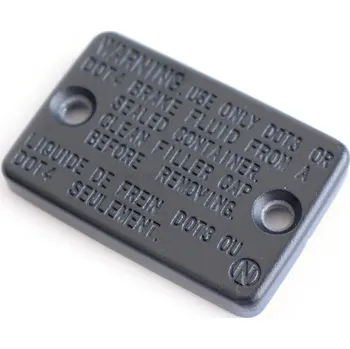 WARNING.USE ONLY DOT3 OR
DOT4 BRAKE FLUID FROM A
SEALED CONTAINER
CLEAN FILLER CAP
BEFORE REMOVING.
LIQUIDE DE FREIN DOT3 OU
DOT4 SEULEMENT.
N